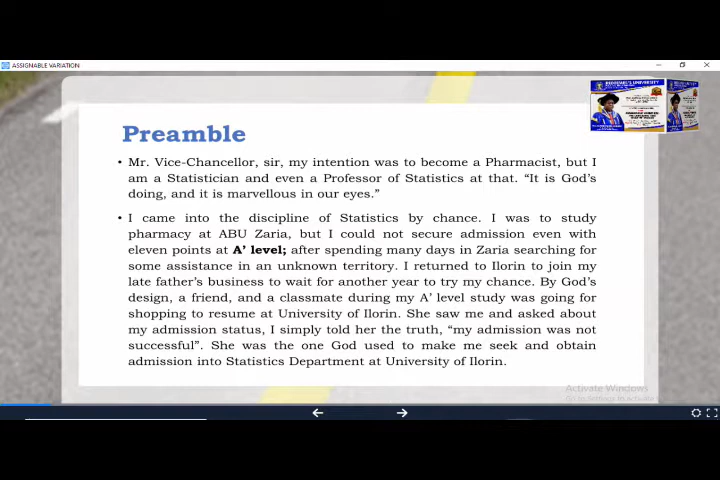 ASSIGNABLE VARIATION
REDEEMER'S UNIVERSITY
Preamble
• Mr. Vice-Chancellor, sir, my intention was to become a Pharmacist, but I
am a Statistician and even a Professor of Statistics at that. “It is God's
doing, and it is marvellous in our eyes.”
• I came into the discipline of Statistics by chance. I was to study
pharmacy at ABU Zaria, but I could not secure admission even with
eleven points at A' level; after spending many days in Zaria searching for
some assistance in an unknown territory. I returned to Ilorin to join my
late father's business to wait for another year to try my chance. By God's
design, a friend, and a classmate during my A' level study was going for
shopping to resume at University of Ilorin. She saw me and asked about
my admission status, I simply told her the truth, “my admission was not
successful”. She was the one God used to make me seek and obtain
admission into Statistics Department at University of Ilorin.
Activate Windows